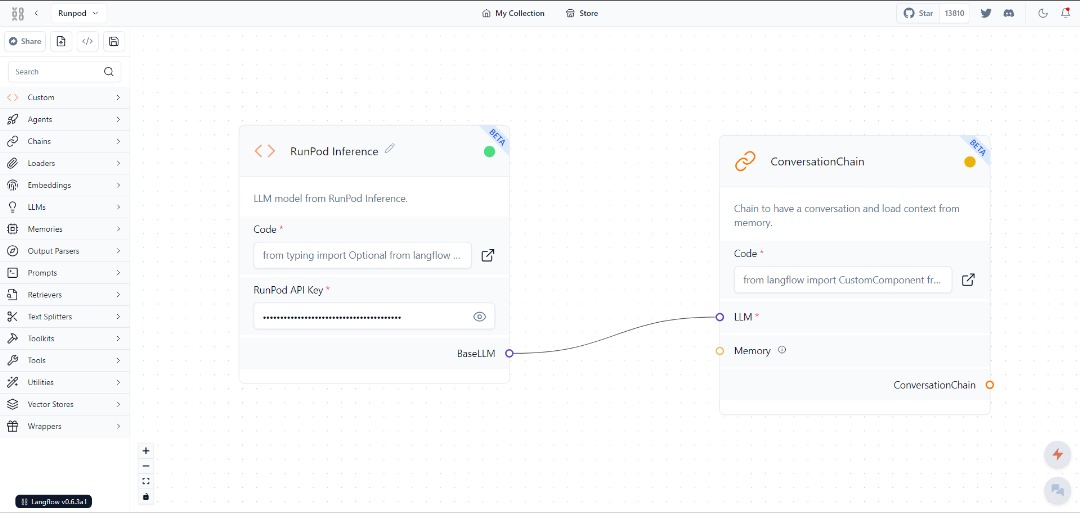 Runpod
My Collection
Store
Star
13810
Share
</>
Search
Custom
Agents
Chains
Loaders
Embeddings
LLMs
Memories
Output Parsers
Prompts
Retrievers
Text Splitters
Toolkits
Tools
Utilities
Vector Stores
Wrappers
Langflow v0.6.3a1
RunPod Inference
BETA
LLM model from RunPod Inference.
Code *
from typing import Optional from langflow ...
RunPod API Key *
BaseLLM
ConversationChain
BETA
Chain to have a conversation and load context from
memory.
Code *
from langflow import CustomComponent fr...
LLM *
Memory
ConversationChain